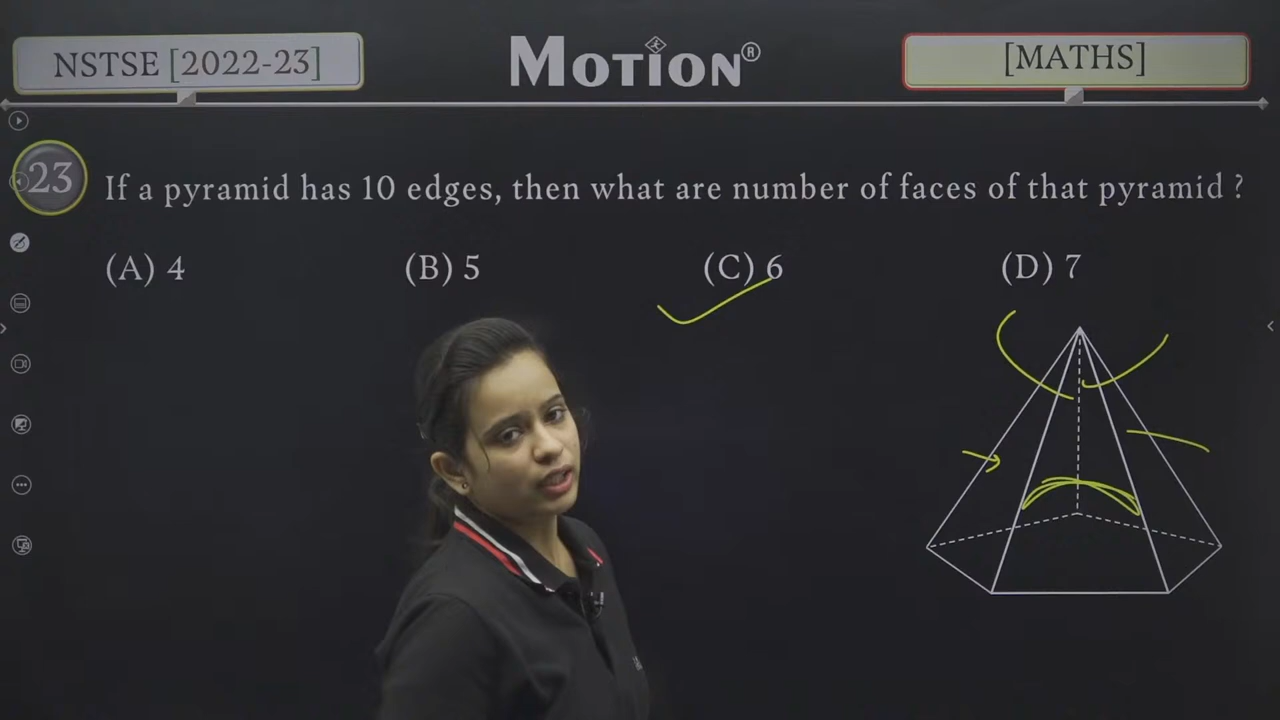 NSTSE [2022-23]
MOTION®
[MATHS]
23
If a pyramid has 10 edges, then what are number of faces of that pyramid ?
(A) 4
(B) 5
(C) 6
(D) 7